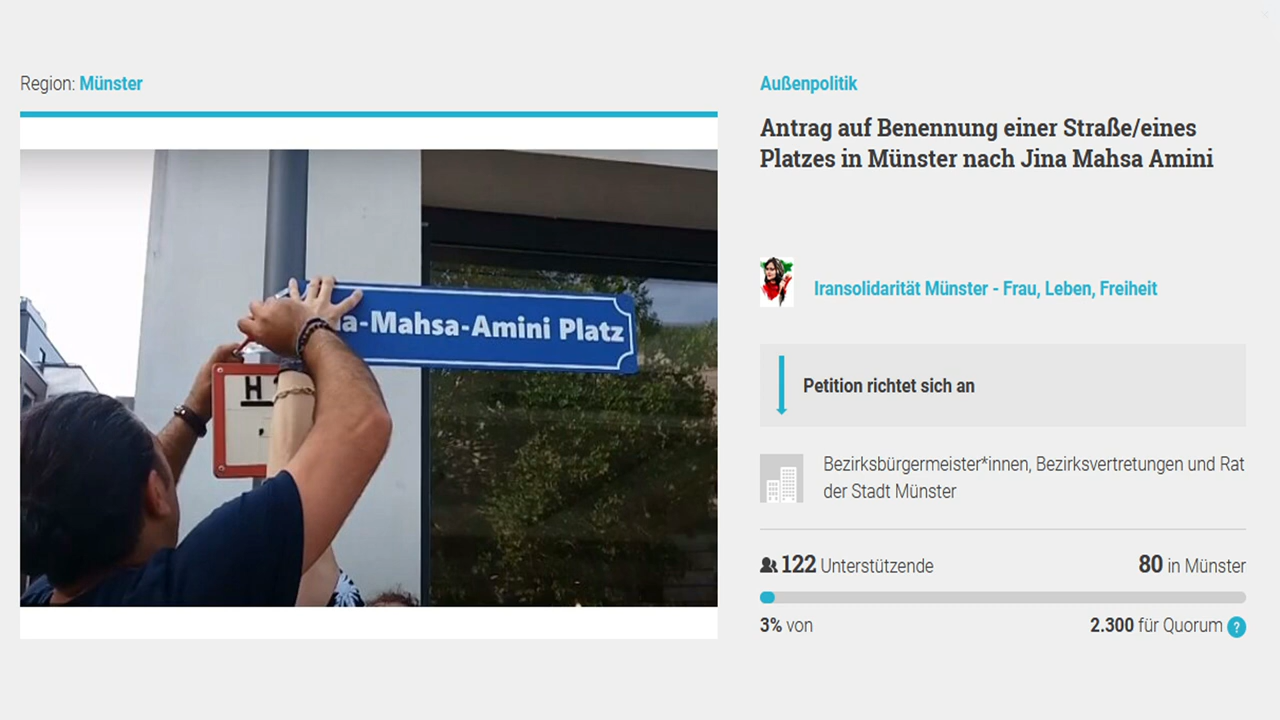 Region: Münster
Außenpolitik
Antrag auf Benennung einer Straße/eines
Platzes in Münster nach Jina Mahsa Amini
Iransolidarität Münster - Frau, Leben, Freiheit
Petition richtet sich an
Bezirksbürgermeister*innen, Bezirksvertretungen und Rat
der Stadt Münster
122 Unterstützende
80 in Münster
3% von
2.300 für Quorum ?
a-Mahsa-Amini Platz
H